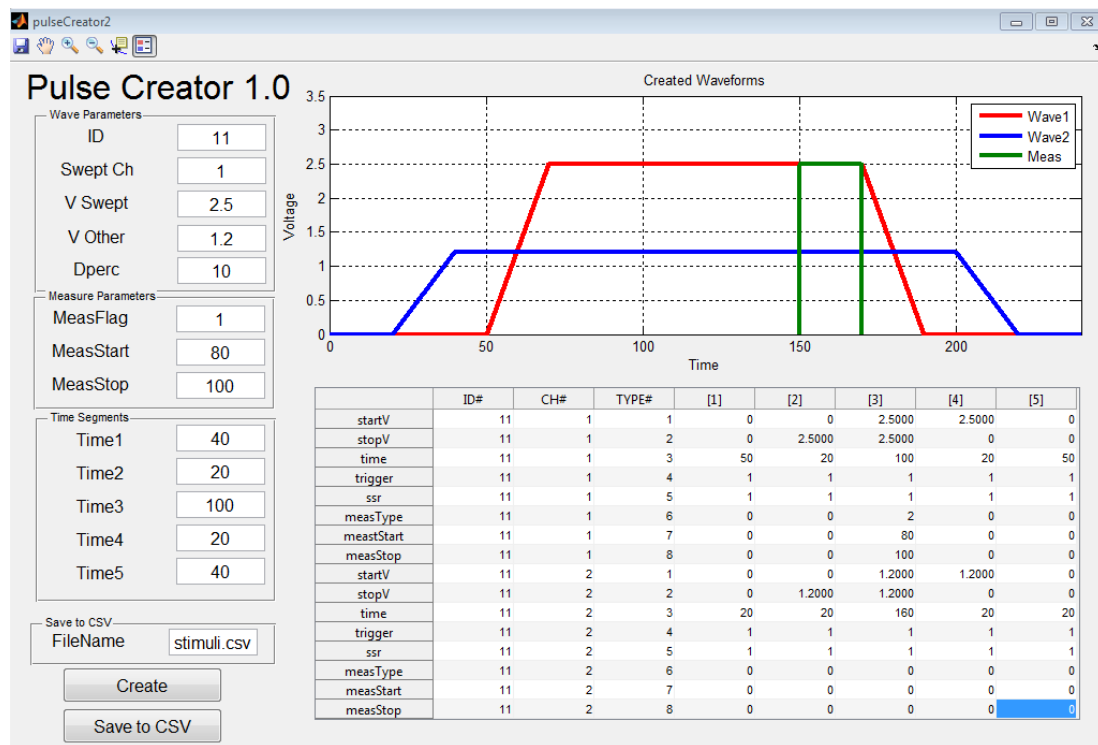 pulseCreator2
Pulse Creator 1.0
Wave Parameters
ID 11
Swept Ch 1
V Swept 2.5
V Other 1.2
Dperc 10
Measure Parameters
MeasFlag 1
MeasStart 80
MeasStop 100
Time Segments
Time1 40
Time2 20
Time3 100
Time4 20
Time5 40
Save to CSV
FileName stimuli.csv
Create
Save to CSV
Created Waveforms
Voltage
3.5
3
2.5
2
1.5
1
0.5
0
0 50 100 150 200
Time
Wave1
Wave2
Meas
ID# CH# TYPE# [1] [2] [3] [4] [5]
startV 11 1 1 0 0 2.5000 2.5000 0
stopV 11 1 2 0 2.5000 2.5000 0 0
time 11 1 3 50 20 100 20 50
trigger 11 1 4 1 1 1 1 1
ssr 11 1 5 1 1 1 1 1
measType 11 1 6 0 0 2 0 0
meastStart 11 1 7 0 0 80 0 0
measStop 11 1 8 0 0 100 0 0
startV 11 2 1 0 0 1.2000 1.2000 0
stopV 11 2 2 0 1.2000 1.2000 0 0
time 11 2 3 20 20 160 20 20
trigger 11 2 4 1 1 1 1 1
ssr 11 2 5 1 1 1 1 1
measType 11 2 6 0 0 0 0 0
measStart 11 2 7 0 0 0 0 0
measStop 11 2 8 0 0 0 0 0